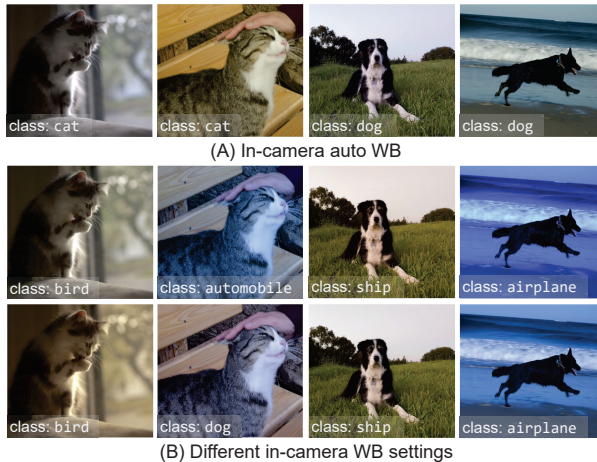 class: cat
class: cat
class: dog
class: dog
(A) In-camera auto WB
class: bird
class: automobile
class: ship
class: airplane
class: bird
class: dog
class: ship
class: airplane
(B) Different in-camera WB settings